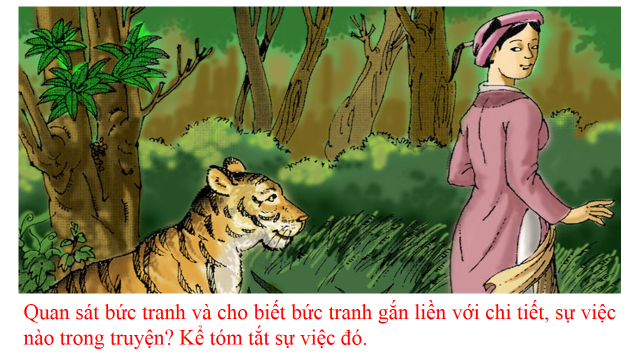 Quan sát bức tranh và cho biết bức tranh gắn liền với chi tiết, sự việc
nào trong truyện? Kể tóm tắt sự việc đó.